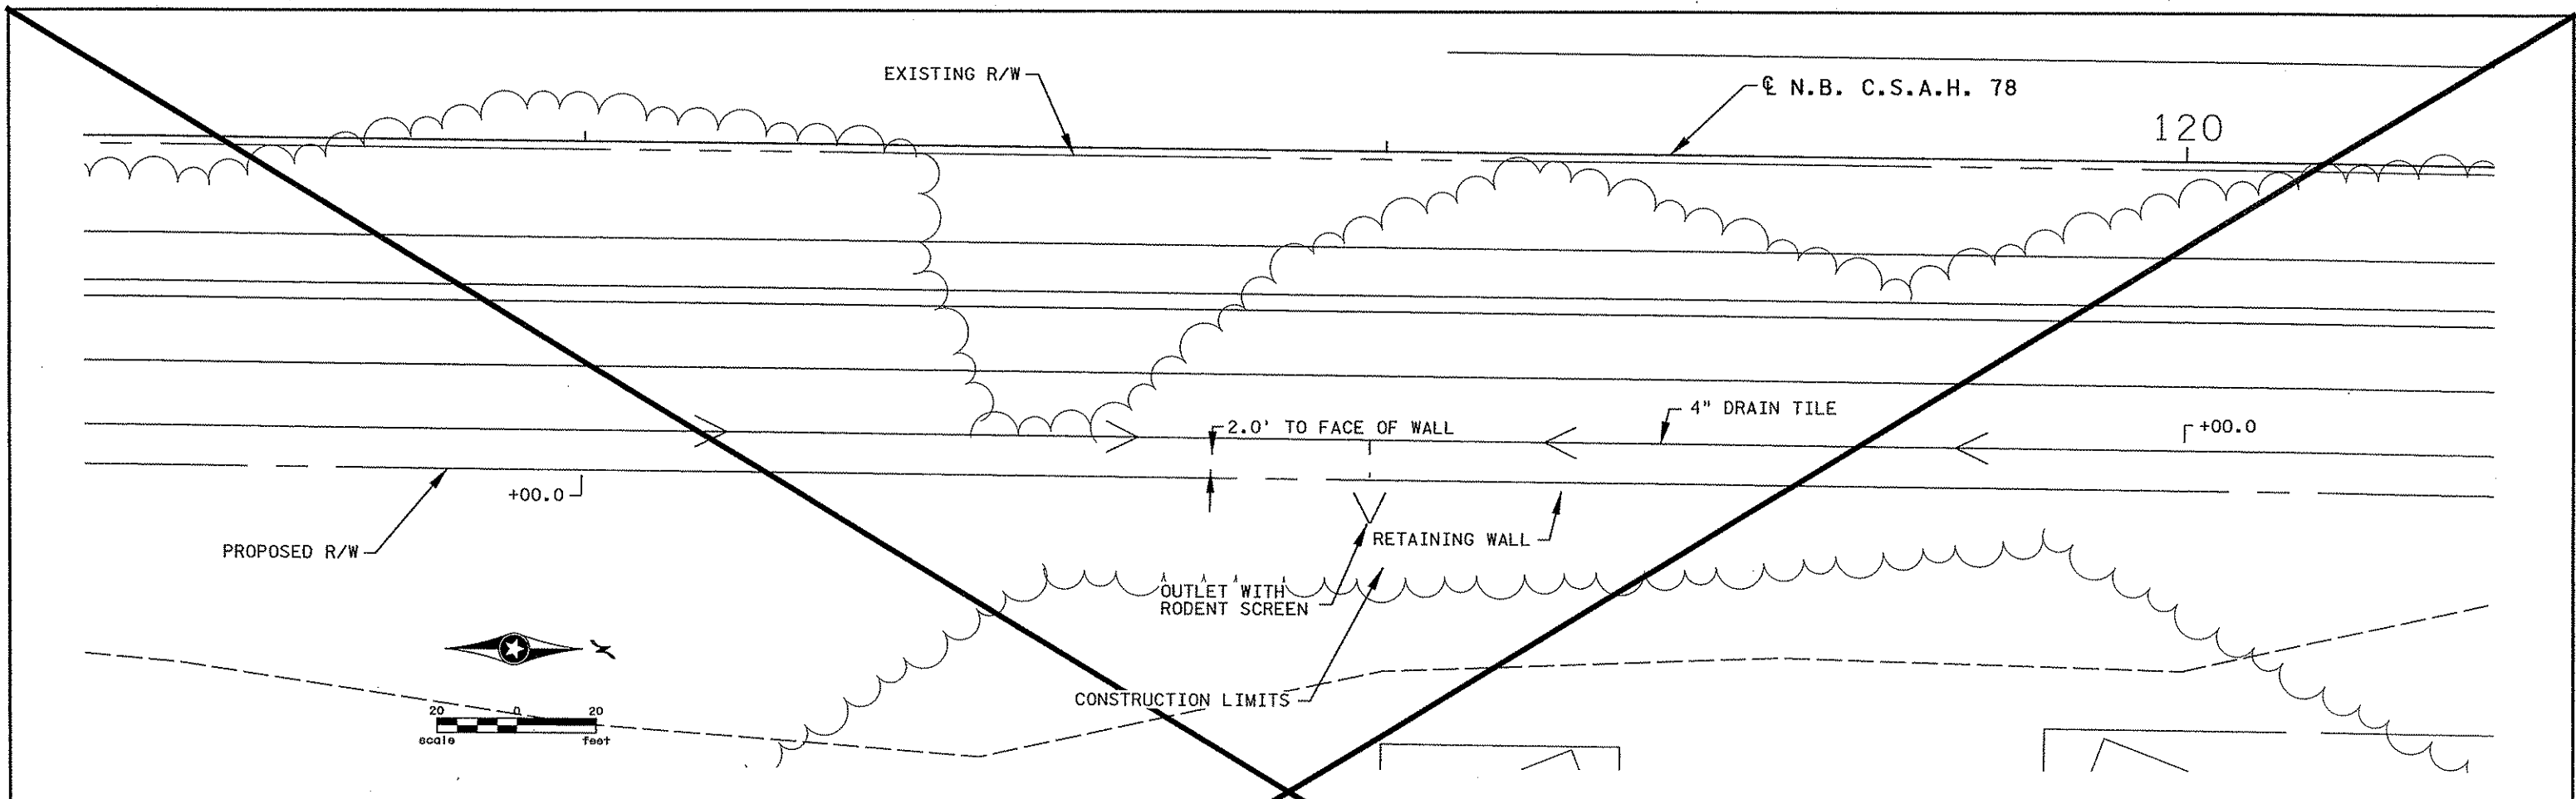 EXISTING R/W
℄ N.B. C.S.A.H. 78
120
4" DRAIN TILE
2.0' TO FACE OF WALL
+00.0
+00.0
PROPOSED R/W
RETAINING WALL
OUTLET WITH
RODENT SCREEN
CONSTRUCTION LIMITS
20 0 20
scale feet